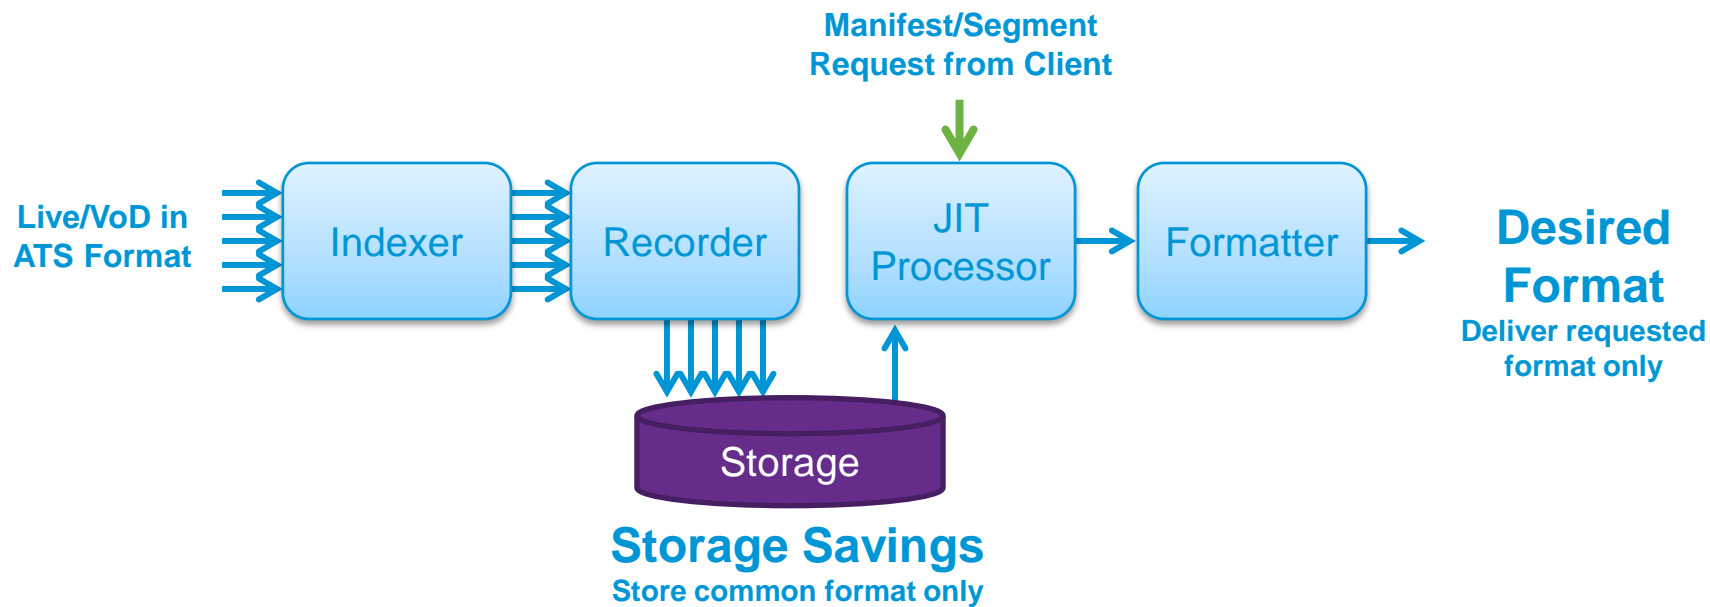 Manifest/Segment
Request from Client
Live/VoD in
ATS Format
Indexer
Recorder
JIT
Processor
Formatter
Desired
Format
Deliver requested
format only
Storage
Storage Savings
Store common format only